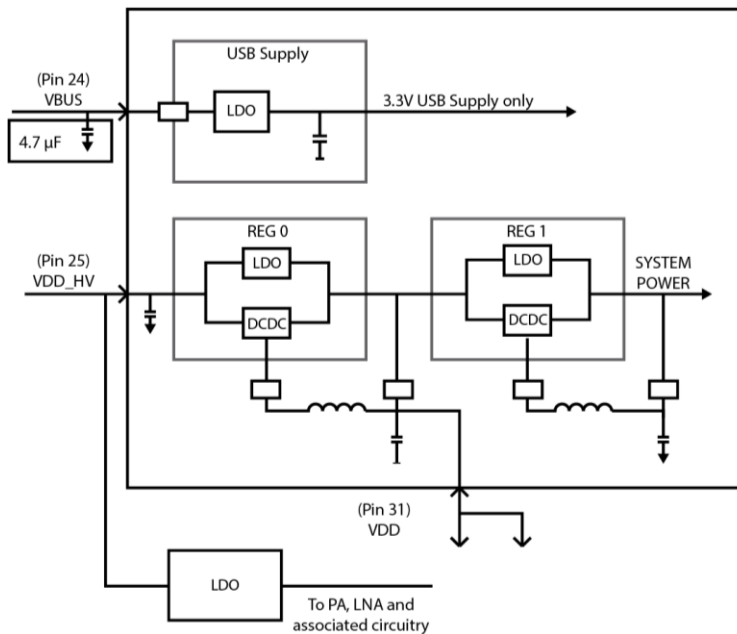 USB Supply
(Pin 24)
VBUS
LDO
3.3V USB Supply only
4.7 µF
REG 0
REG 1
(Pin 25)
VDD_HV
LDO
LDO
SYSTEM
POWER
DCDC
DCDC
(Pin 31)
VDD
LDO
To PA, LNA and
associated circuitry